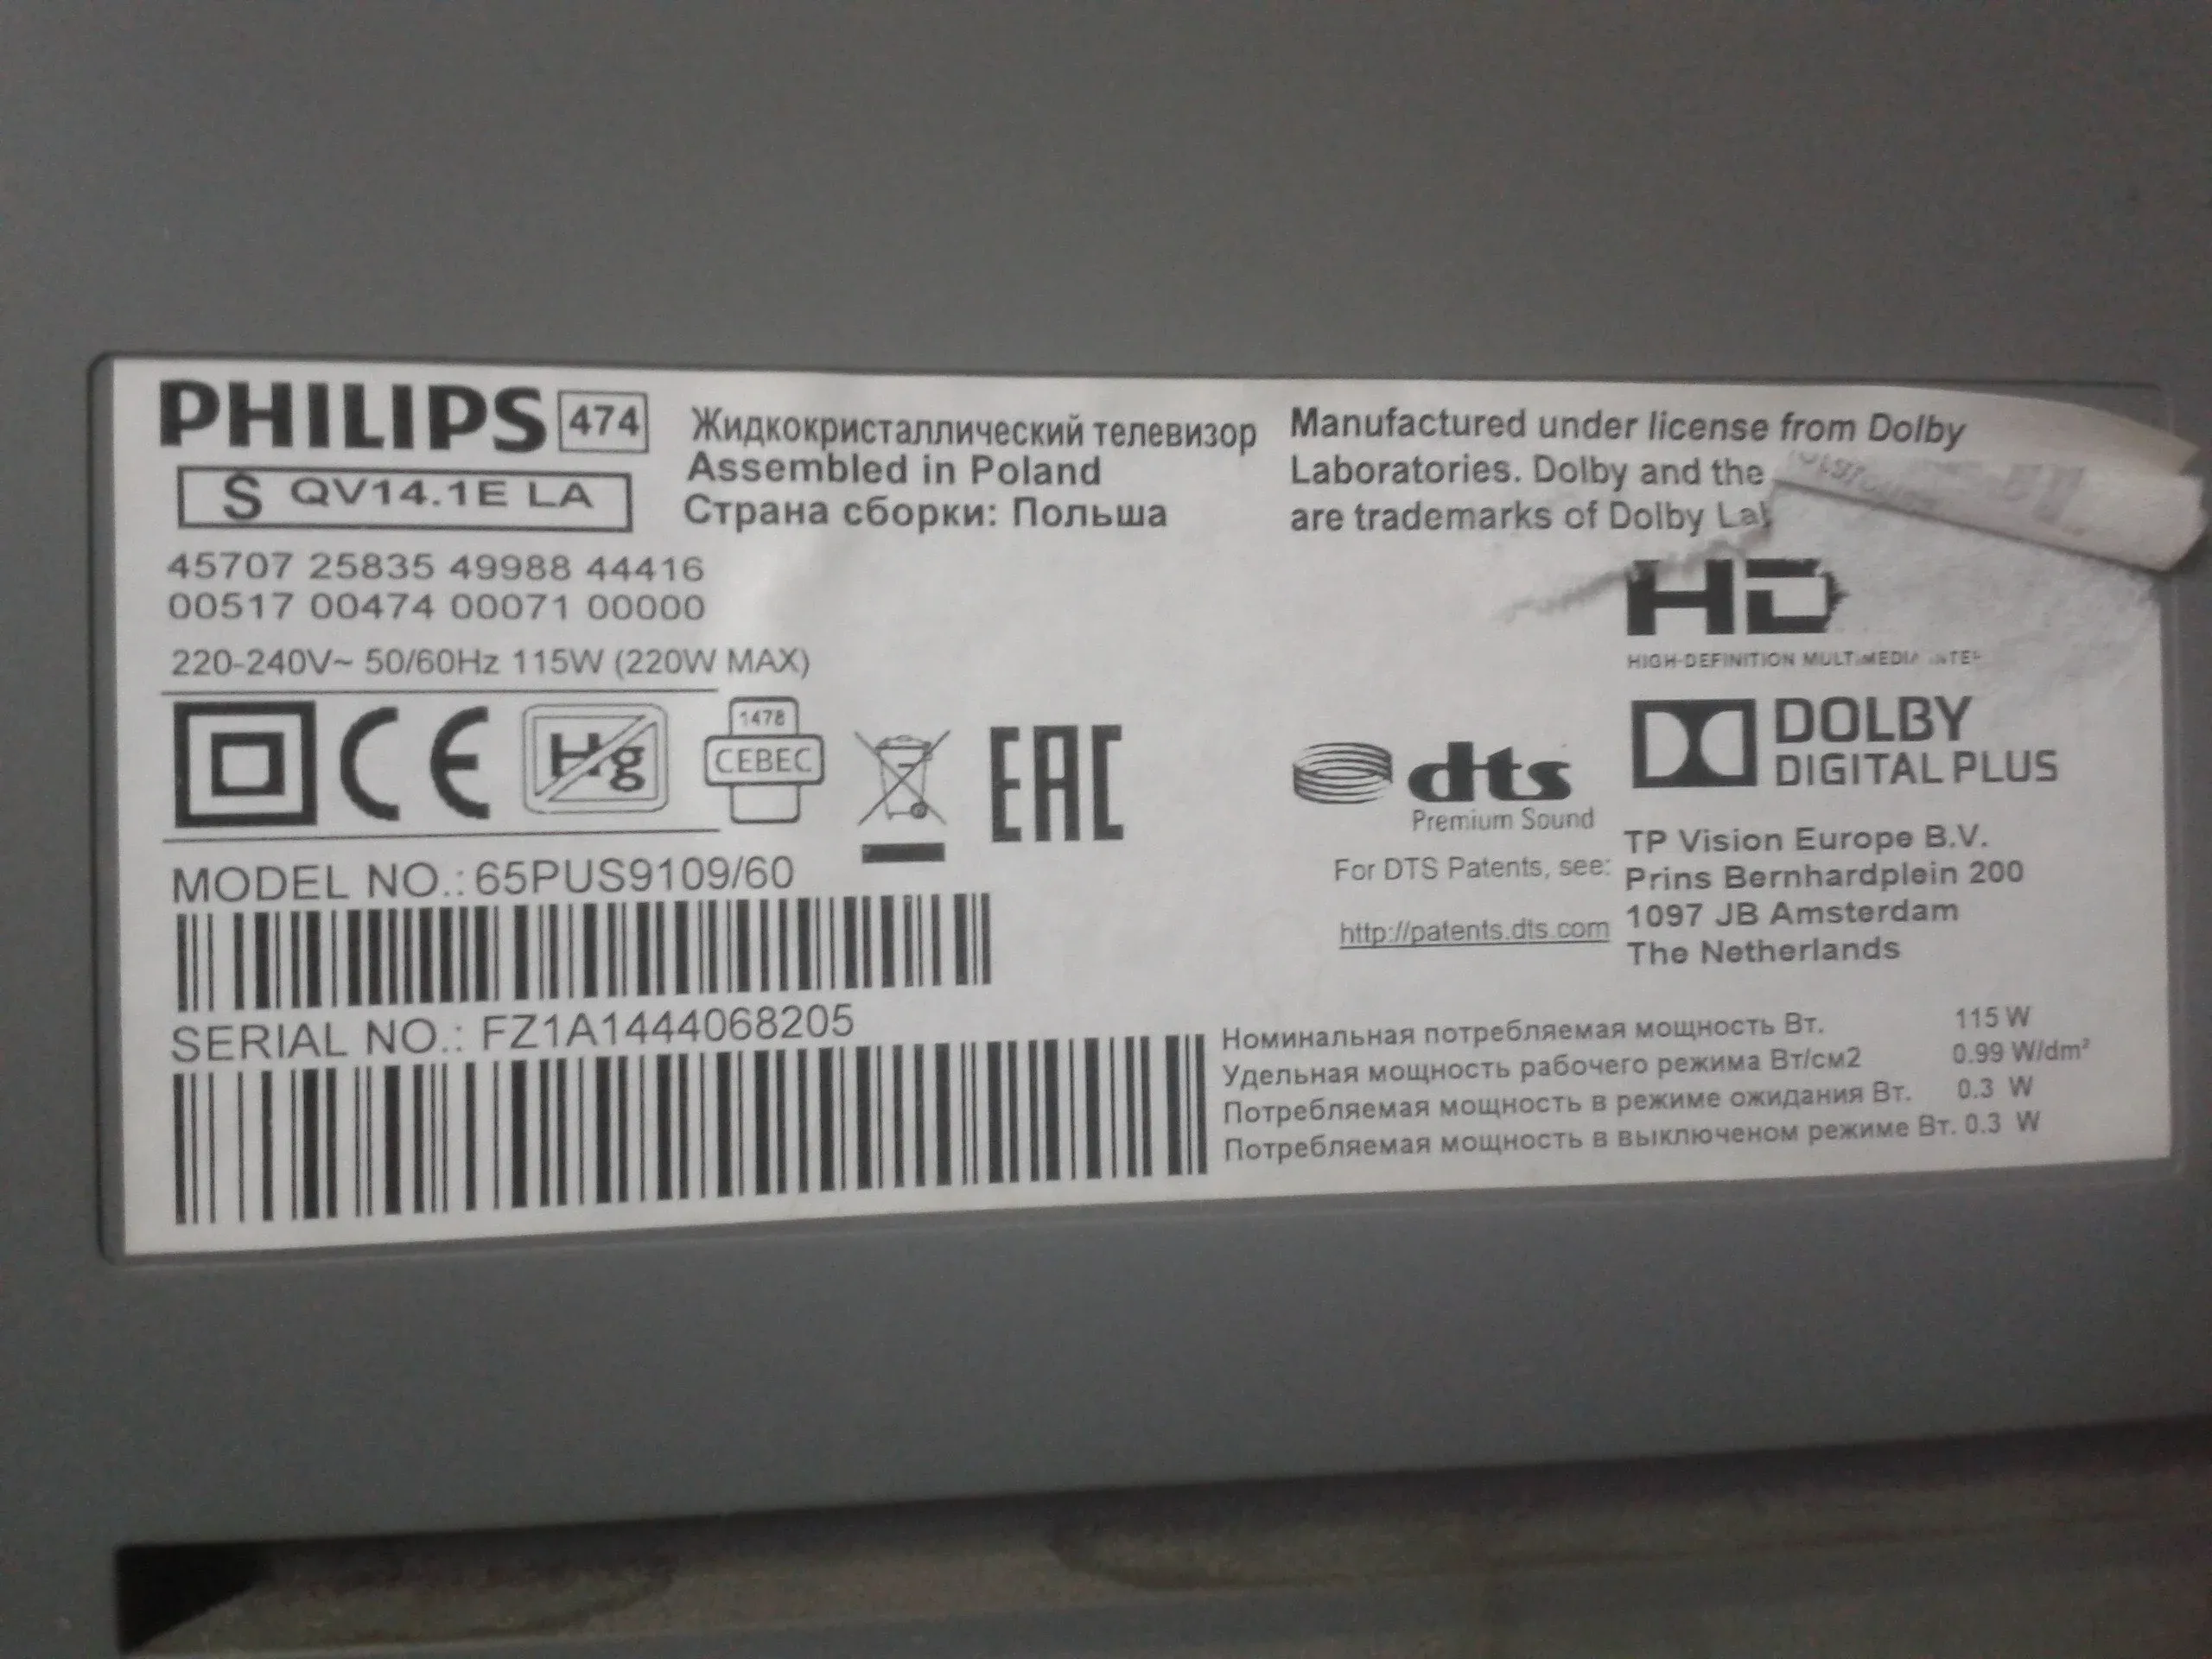 PHILIPS 474
S QV14.1E LA
45707 25835 49988 44416
00517 00474 00071 00000
220-240V~ 50/60Hz 115W (220W MAX)
Жидкокристаллический телевизор
Assembled in Poland
Страна сборки: Польша
Manufactured under license from Dolby
Laboratories. Dolby and the
are trademarks of Dolby
HD
HIGH-DEFINITION
CE
Hg
1478
CEBEC
EAC
dts
Premium Sound
For DTS Patents, see:
http://patents.dts.com
DOLBY
DIGITAL PLUS
TP Vision Europe B.V.
Prins Bernhardplein 200
1097 JB Amsterdam
The Netherlands
MODEL NO.: 65PUS9109/60
SERIAL NO.: FZ1A1444068205
Номинальная потребляемая мощность Вт. 115 W
Удельная мощность рабочего режима Вт/см2 0.99 W/dm²
Потребляемая мощность в режиме ожидания Вт. 0.3 W
Потребляемая мощность в выключеном режиме Вт. 0.3 W